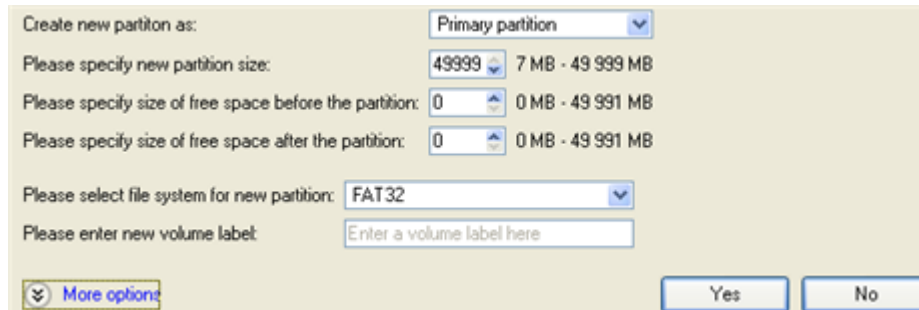 Create new partiton as: Primary partition
Please specify new partition size: 49999 7 MB - 49 999 MB
Please specify size of free space before the partition: 0 0 MB - 49 991 MB
Please specify size of free space after the partition: 0 0 MB - 49 991 MB
Please select file system for new partition: FAT32
Please enter new volume label: Enter a volume label here
More options Yes No